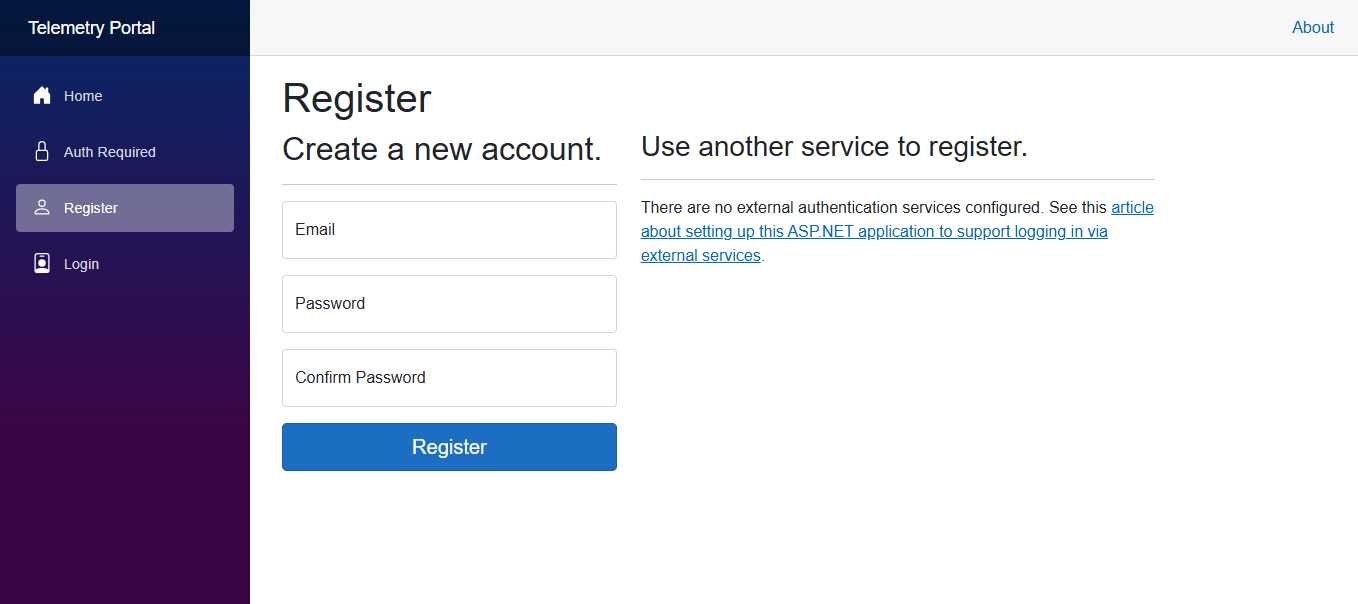 Telemetry Portal
About
Home
Auth Required
Register
Login
Register
Create a new account.
Email
Password
Confirm Password
Register
Use another service to register.
There are no external authentication services configured. See this article
about setting up this ASP.NET application to support logging in via
external services.